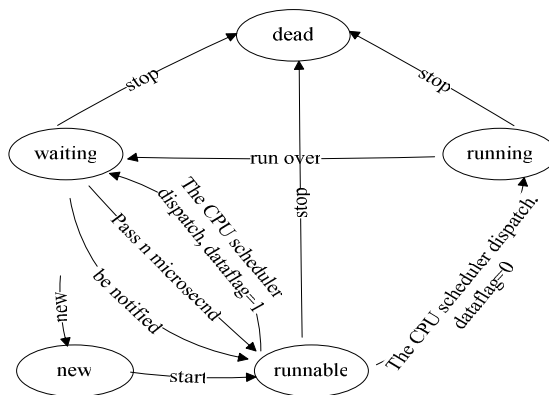 dead
stop
stop
waiting
run over
running
stop
The CPU scheduler
dispatch, dataflag=1
Pass n microsecnd
be notified
The CPU scheduler dispatch.
dataflag=0
new
new
start
runnable